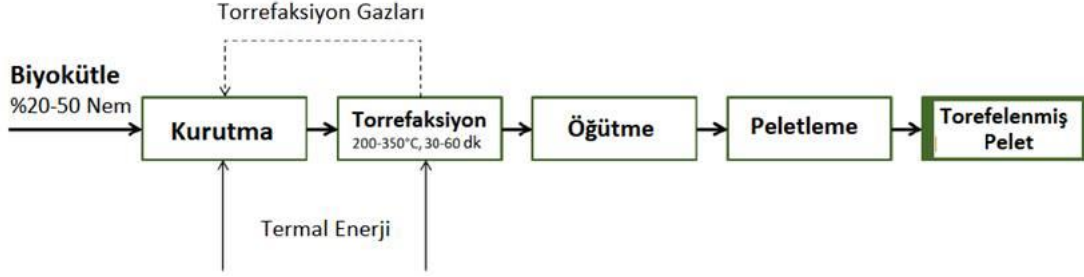 Torrefaksiyon Gazları
Biyokütle
%20-50 Nem
Kurutma
Torrefaksiyon
200-350°C, 30-60 dk
Öğütme
Peletleme
Torefelenmiş
Pelet
Termal Enerji